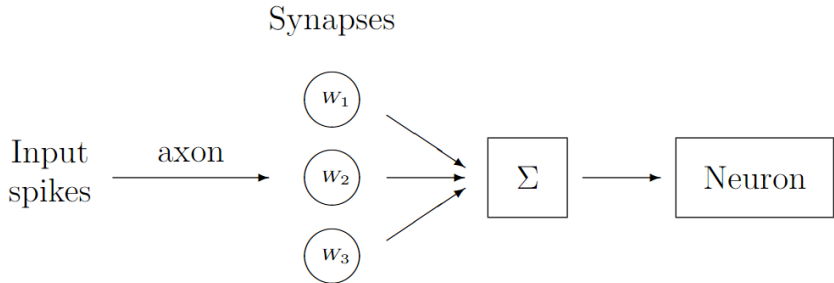 Synapses
w₁
Input
spikes
axon
w₂
Σ
Neuron
w₃